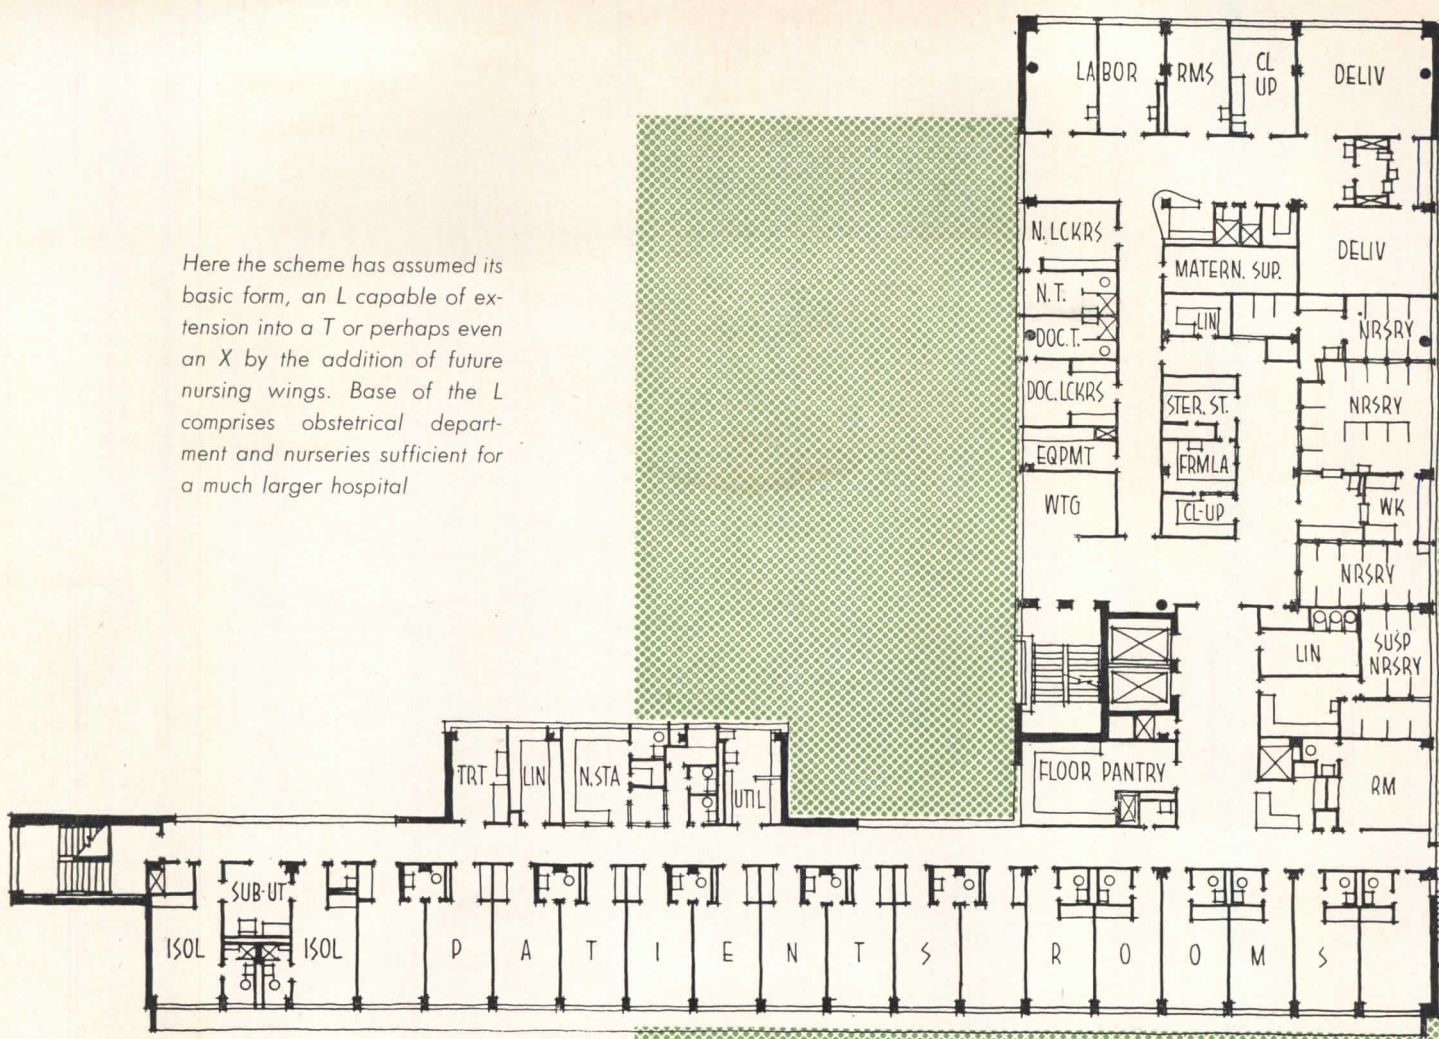 Here the scheme has assumed its
basic form, an L capable of ex-
tension into a T or perhaps even
an X by the addition of future
nursing wings. Base of the L
comprises obstetrical depart-
ment and nurseries sufficient for
a much larger hospital
LABOR RMS
CL
UP
DELIV
N. LCKRS
DELIV
MATERN. SUP.
N.T.
LIN
NRSRY
DOC. T.
DOC. LCKRS
STER. ST.
NRSRY
EQPMT
FRMLA
WTG
CL-UP
WK
NRSRY
LIN
SUSP
NRSRY
TRT
LIN
N.STA
UTIL
FLOOR PANTRY
RM
SUB-UT
ISOL
ISOL
PATIENTS ROOMS